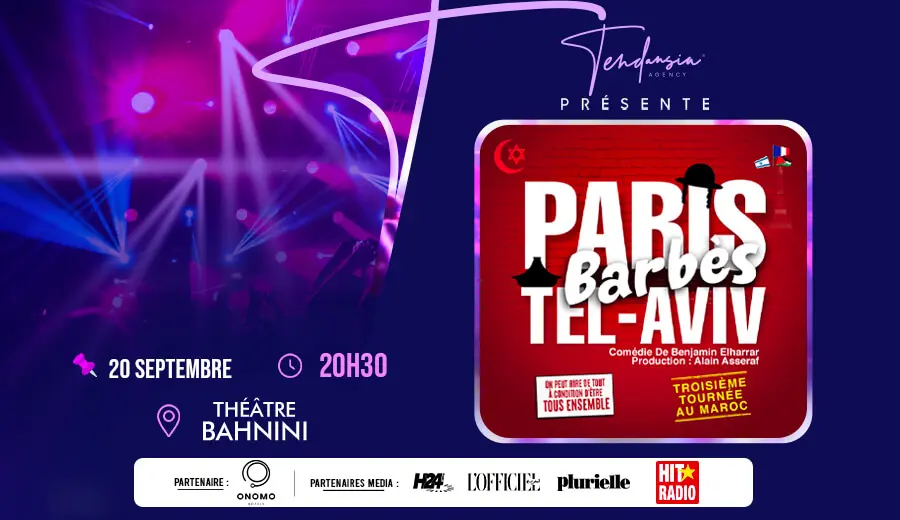 Tendansia
AGENCY
PRÉSENTE
PARIS
Barbès
TEL-AVIV
Comédie De Benjamin Elharrar
Production : Alain Asseraf
ON PEUT RIRE DE TOUT
À CONDITION D'ÊTRE
TOUS ENSEMBLE
TROISIÈME
TOURNÉE
AU MAROC
20 SEPTEMBRE
20H30
THÉÂTRE
BAHNINI
PARTENAIRE :
ONOMO
PARTENAIRES MEDIA :
H24
L'OFFICIEL
plurielle
HIT
RADIO